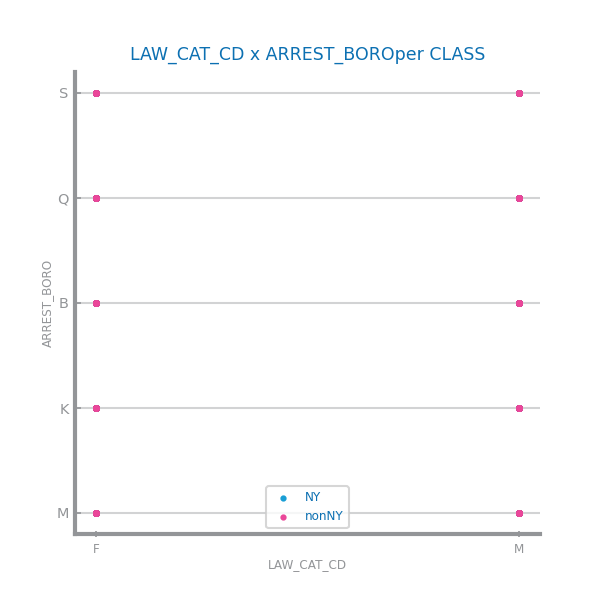 LAW_CAT_CD x ARREST_BOROper CLASS
S
Q
B
K
M
ARREST_BORO
NY
nonNY
F M
LAW_CAT_CD